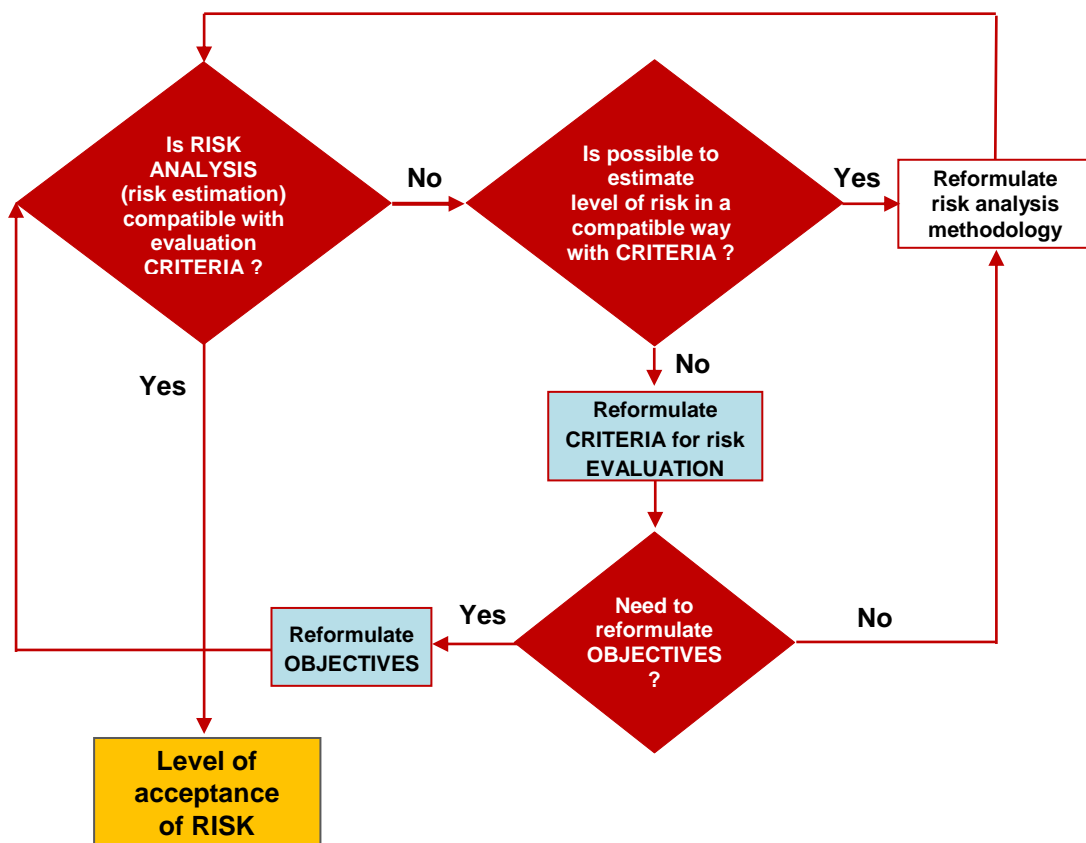 Is RISK
ANALYSIS
(risk estimation)
compatible with
evaluation
CRITERIA ?
No
Is possible to
estimate
level of risk in a
compatible way
with CRITERIA ?
Yes
Reformulate
risk analysis
methodology
Yes
No
Reformulate
CRITERIA for risk
EVALUATION
Need to
reformulate
OBJECTIVES
?
Yes
No
Reformulate
OBJECTIVES
Level of
acceptance
of RISK